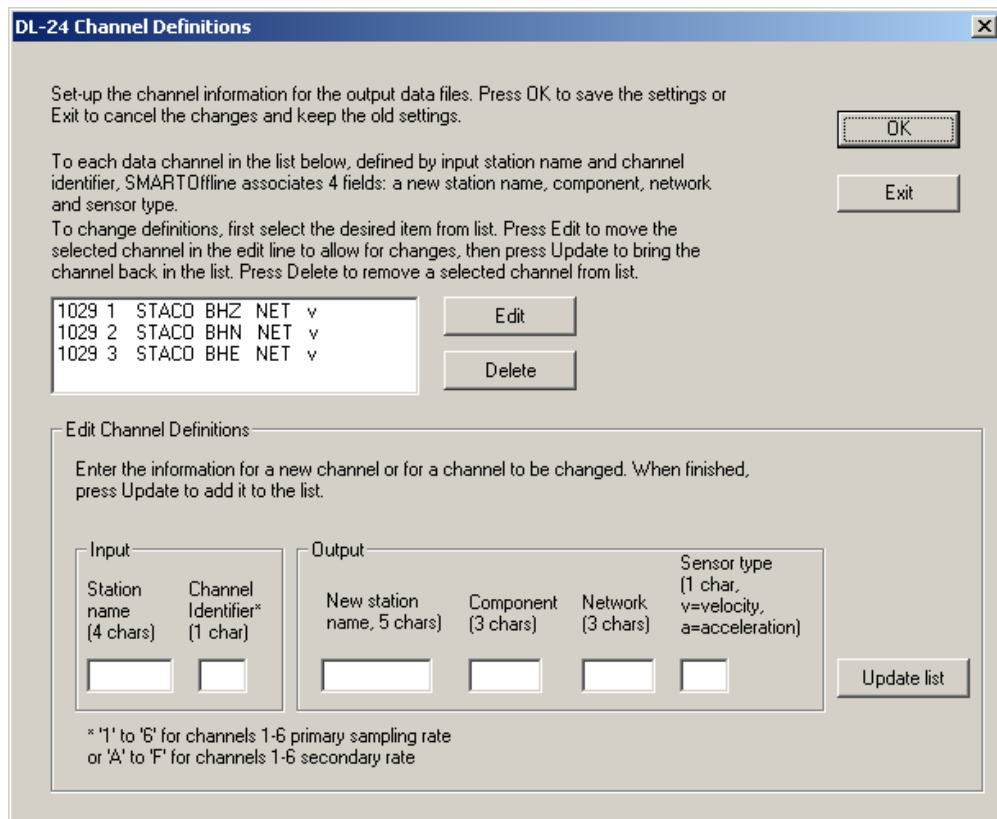 DL-24 Channel Definitions
Set-up the channel information for the output data files. Press OK to save the settings or
Exit to cancel the changes and keep the old settings.
OK
To each data channel in the list below, defined by input station name and channel
identifier, SMARTOffline associates 4 fields: a new station name, component, network
and sensor type.
Exit
To change definitions, first select the desired item from list. Press Edit to move the
selected channel in the edit line to allow for changes, then press Update to bring the
channel back in the list. Press Delete to remove a selected channel from list.
1029 1 STACO BHZ NET v
1029 2 STACO BHN NET v
1029 3 STACO BHE NET v
Edit
Delete
Edit Channel Definitions
Enter the information for a new channel or for a channel to be changed. When finished,
press Update to add it to the list.
Input
Station
name
(4 chars)
Channel
Identifier*
(1 char)
Output
New station
name, 5 chars)
Component
(3 chars)
Network
(3 chars)
Sensor type
(1 char,
v=velocity,
a=acceleration)
Update list
* '1' to '6' for channels 1-6 primary sampling rate
or 'A' to 'F' for channels 1-6 secondary rate